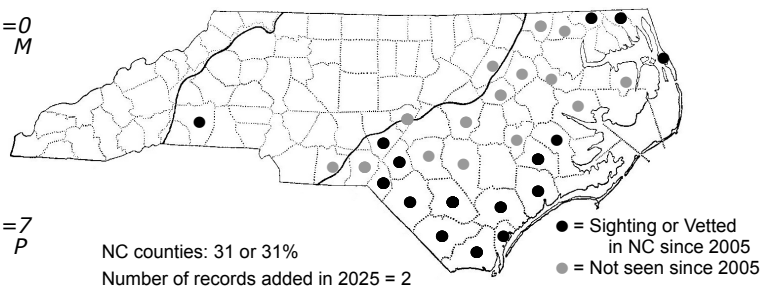 =0
M
=7
P
NC counties: 31 or 31%
Number of records added in 2025 = 2
= Sighting or Vetted
in NC since 2005
= Not seen since 2005